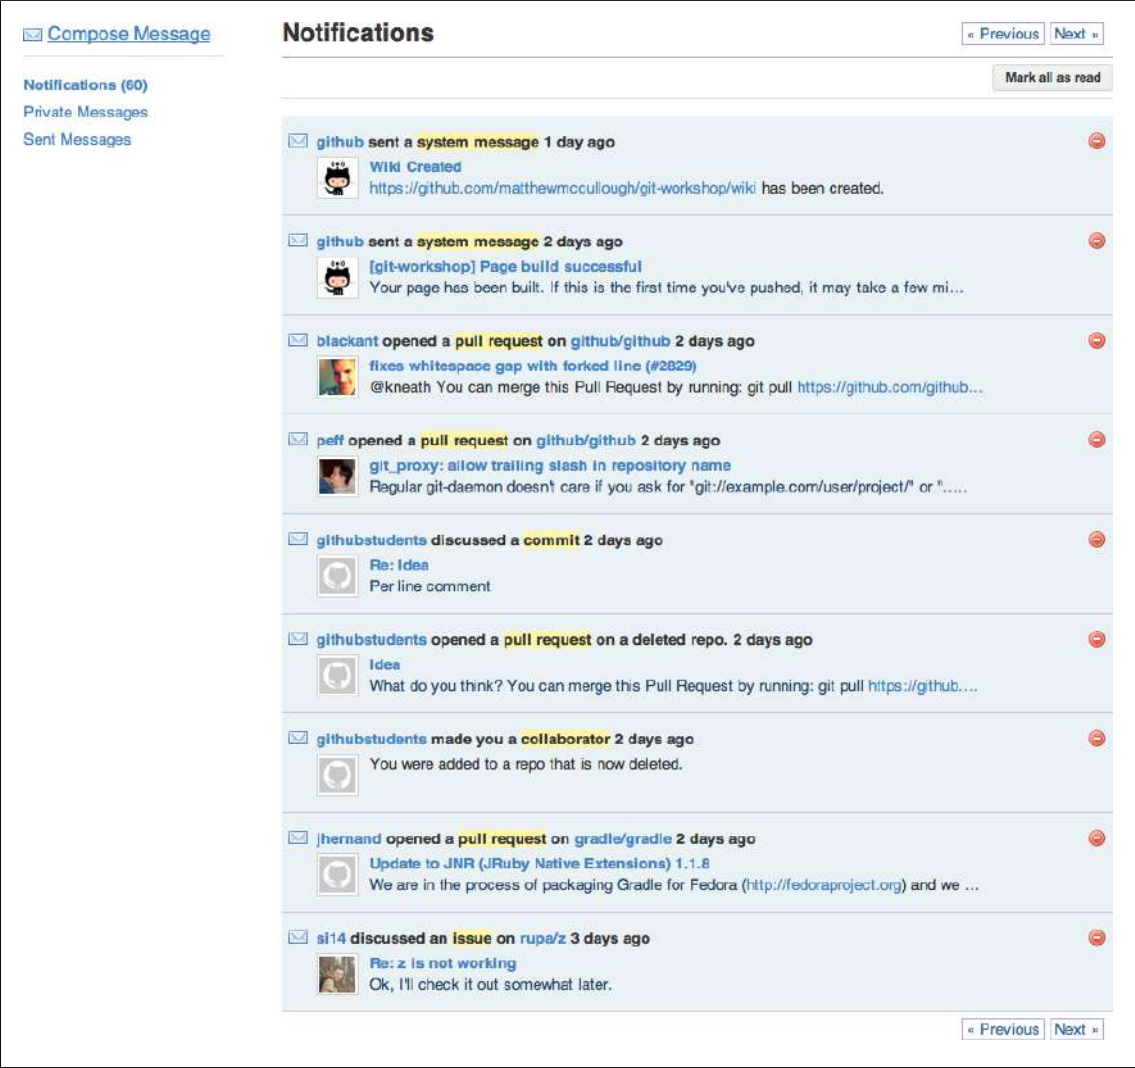 Compose Message
Notifications (60)
Private Messages
Sent Messages
Notifications
« Previous Next »
Mark all as read
github sent a system message 1 day ago
Wiki Created
https://github.com/matthewmccullough/git-workshop/wiki has been created.
github sent a system message 2 days ago
[git-workshop] Page build successful
Your page has been built. If this is the first time you've pushed, it may take a few mi...
blackant opened a pull request on github/github 2 days ago
fixes whitespace gap with forked line (#2829)
@kneath You can merge this Pull Request by running: git pull https://github.com/github...
peff opened a pull request on github/github 2 days ago
git_proxy: allow trailing slash in repository name
Regular git-daemon doesn't care if you ask for "git://example.com/user/project/" or ".....
githubstudents discussed a commit 2 days ago
Re: Idea
Per line comment
githubstudents opened a pull request on a deleted repo. 2 days ago
Idea
What do you think? You can merge this Pull Request by running: git pull https://github....
githubstudents made you a collaborator 2 days ago
You were added to a repo that is now deleted.
jhernand opened a pull request on gradle/gradle 2 days ago
Update to JNR (JRuby Native Extensions) 1.1.8
We are in the process of packaging Gradle for Fedora (http://fedoraproject.org) and we ...
si14 discussed an issue on rupa/z 3 days ago
Re: z is not working
Ok, I'll check it out somewhat later.
« Previous Next »